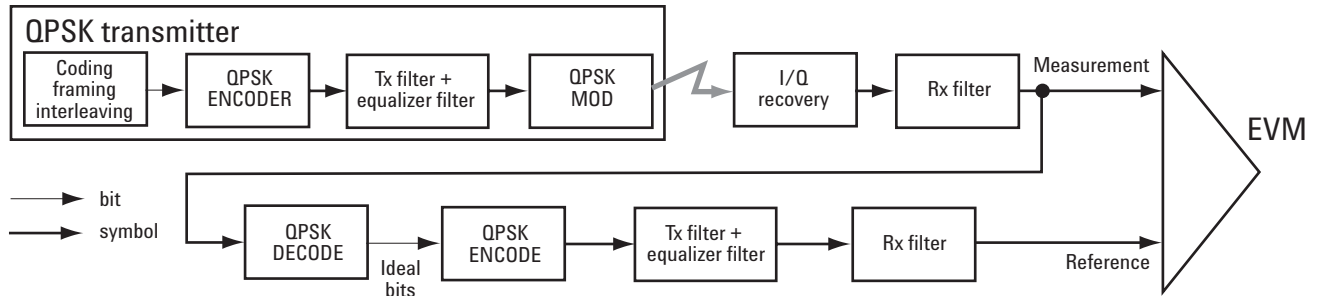 QPSK transmitter
Coding
framing
interleaving
QPSK
ENCODER
Tx filter +
equalizer filter
QPSK
MOD
I/Q
recovery
Rx filter
Measurement
EVM
bit
symbol
QPSK
DECODE
Ideal
bits
QPSK
ENCODE
Tx filter +
equalizer filter
Rx filter
Reference